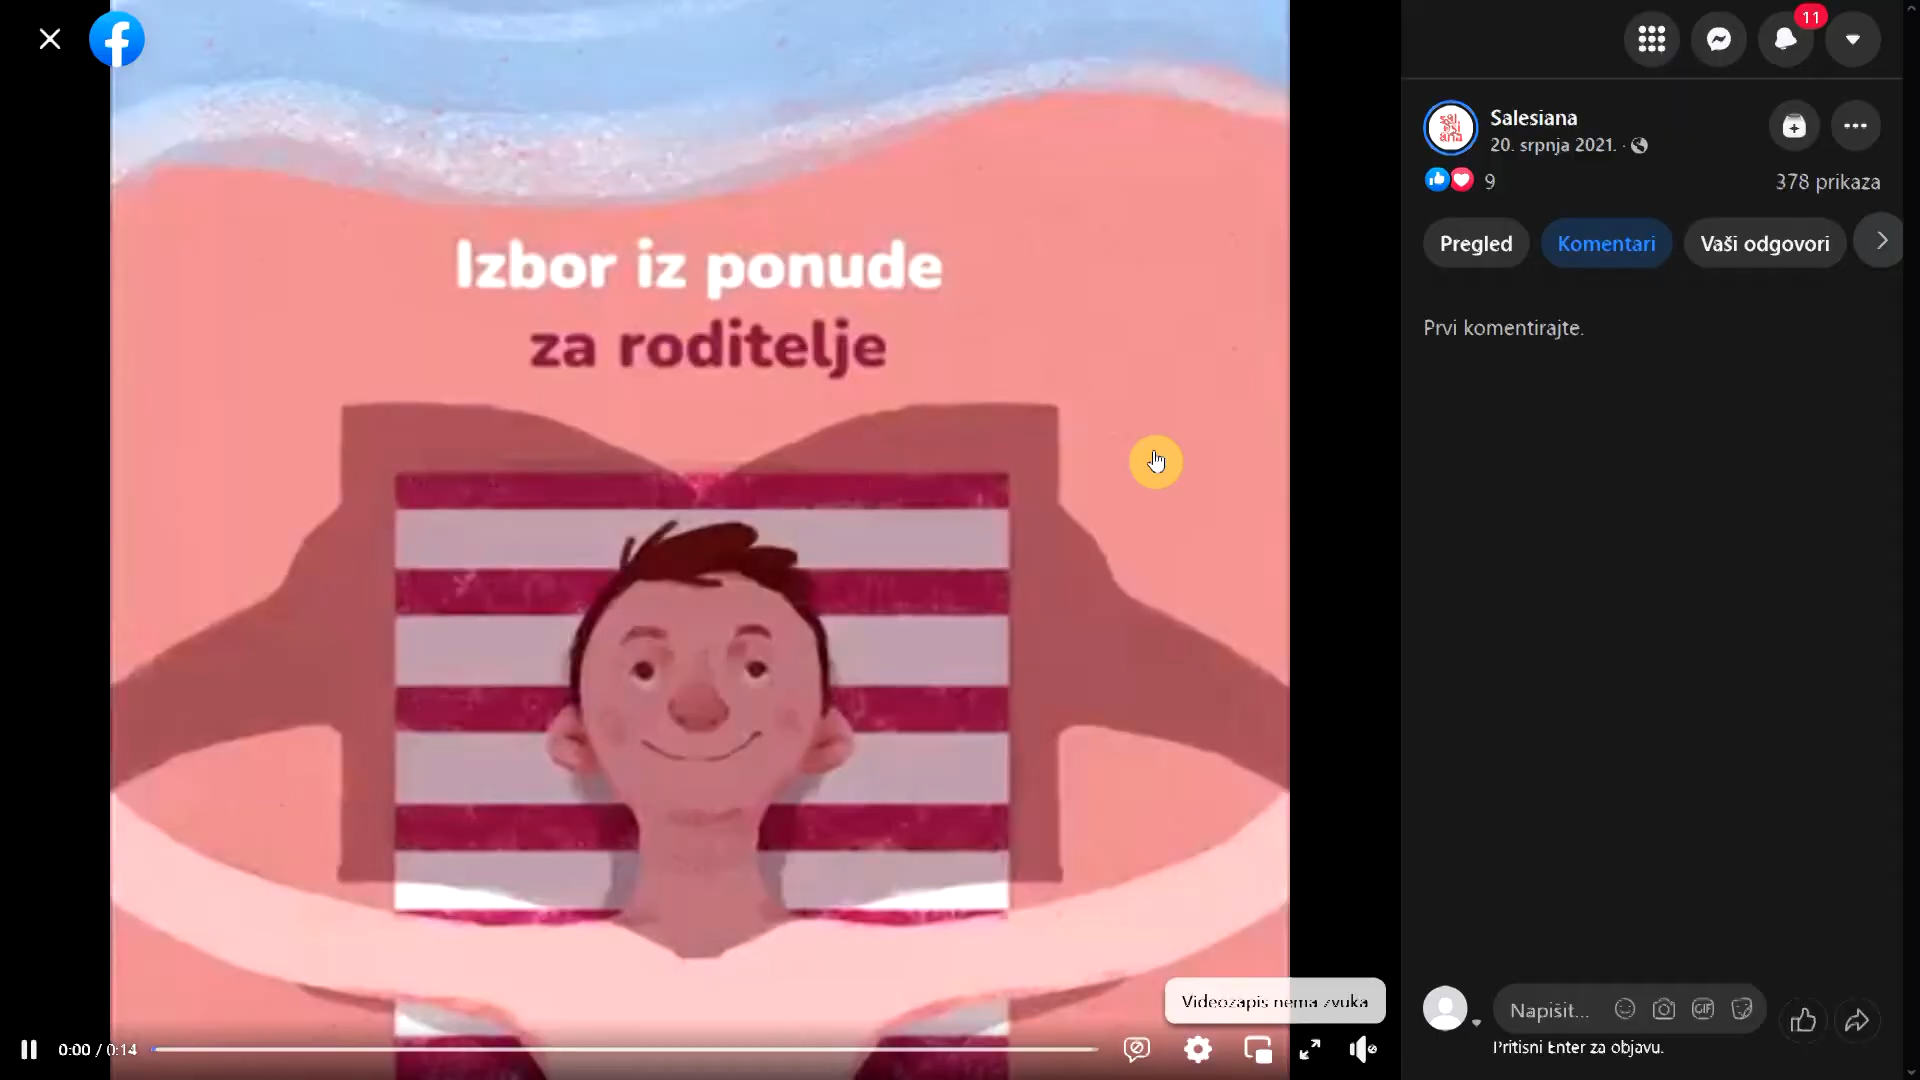 Izbor iz ponude
za roditelje
Videozapis nema zvuka
0:00 / 0:14
11
Salesiana
20. srpnja 2021. ·
9
378 prikaza
Pregled
Komentari
Vaši odgovori
Prvi komentirajte.
Napišit...
GIF
Pritisni Enter za objavu.